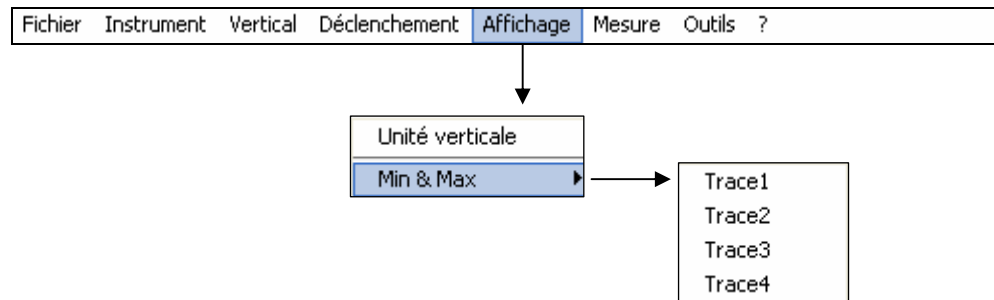 Fichier Instrument Vertical Déclenchement Affichage Mesure Outils ?
Unité verticale
Min & Max
Trace1
Trace2
Trace3
Trace4